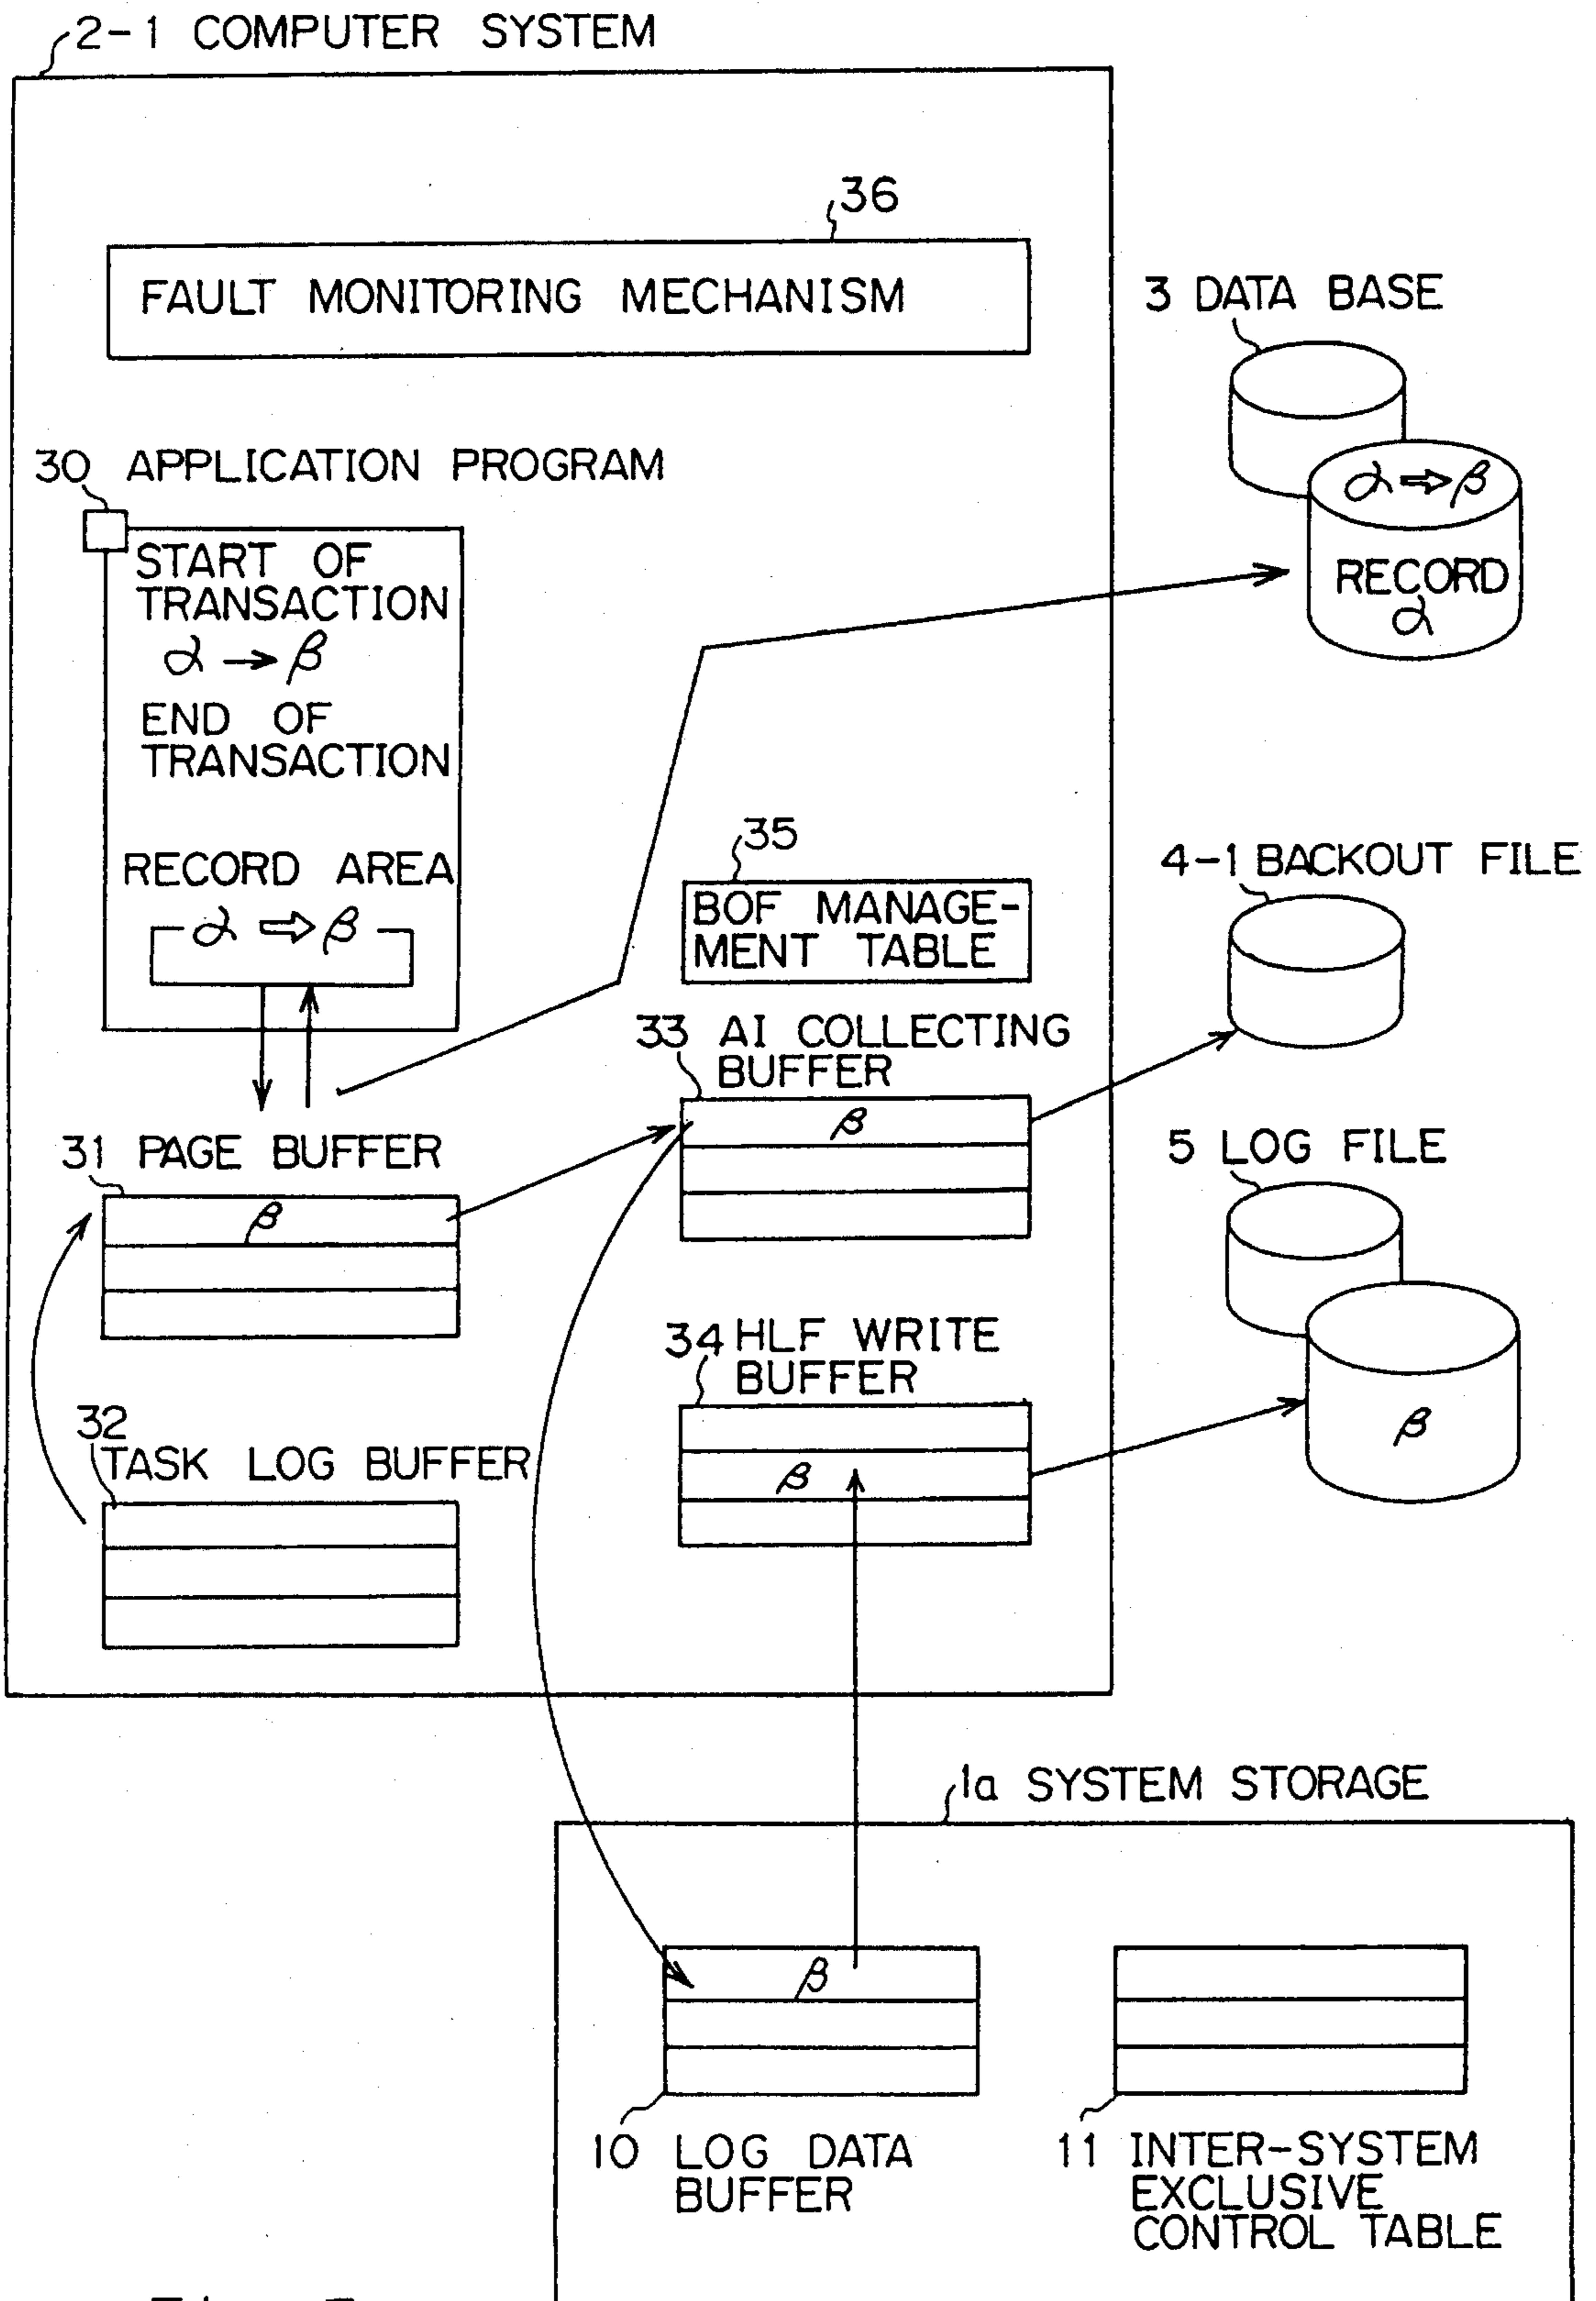 2-1 COMPUTER SYSTEM
36
FAULT MONITORING MECHANISM
3 DATA BASE
α ⇒ β
RECORD
α
30 APPLICATION PROGRAM
START OF
TRANSACTION
α → β
END OF
TRANSACTION
RECORD AREA
α ⇒ β
35
BOF MANAGE-
MENT TABLE
4-1 BACKOUT FILE
33 AI COLLECTING
BUFFER
β
31 PAGE BUFFER
β
5 LOG FILE
β
34 HLF WRITE
BUFFER
β
32
TASK LOG BUFFER
1a SYSTEM STORAGE
β
10 LOG DATA
BUFFER
11 INTER-SYSTEM
EXCLUSIVE
CONTROL TABLE